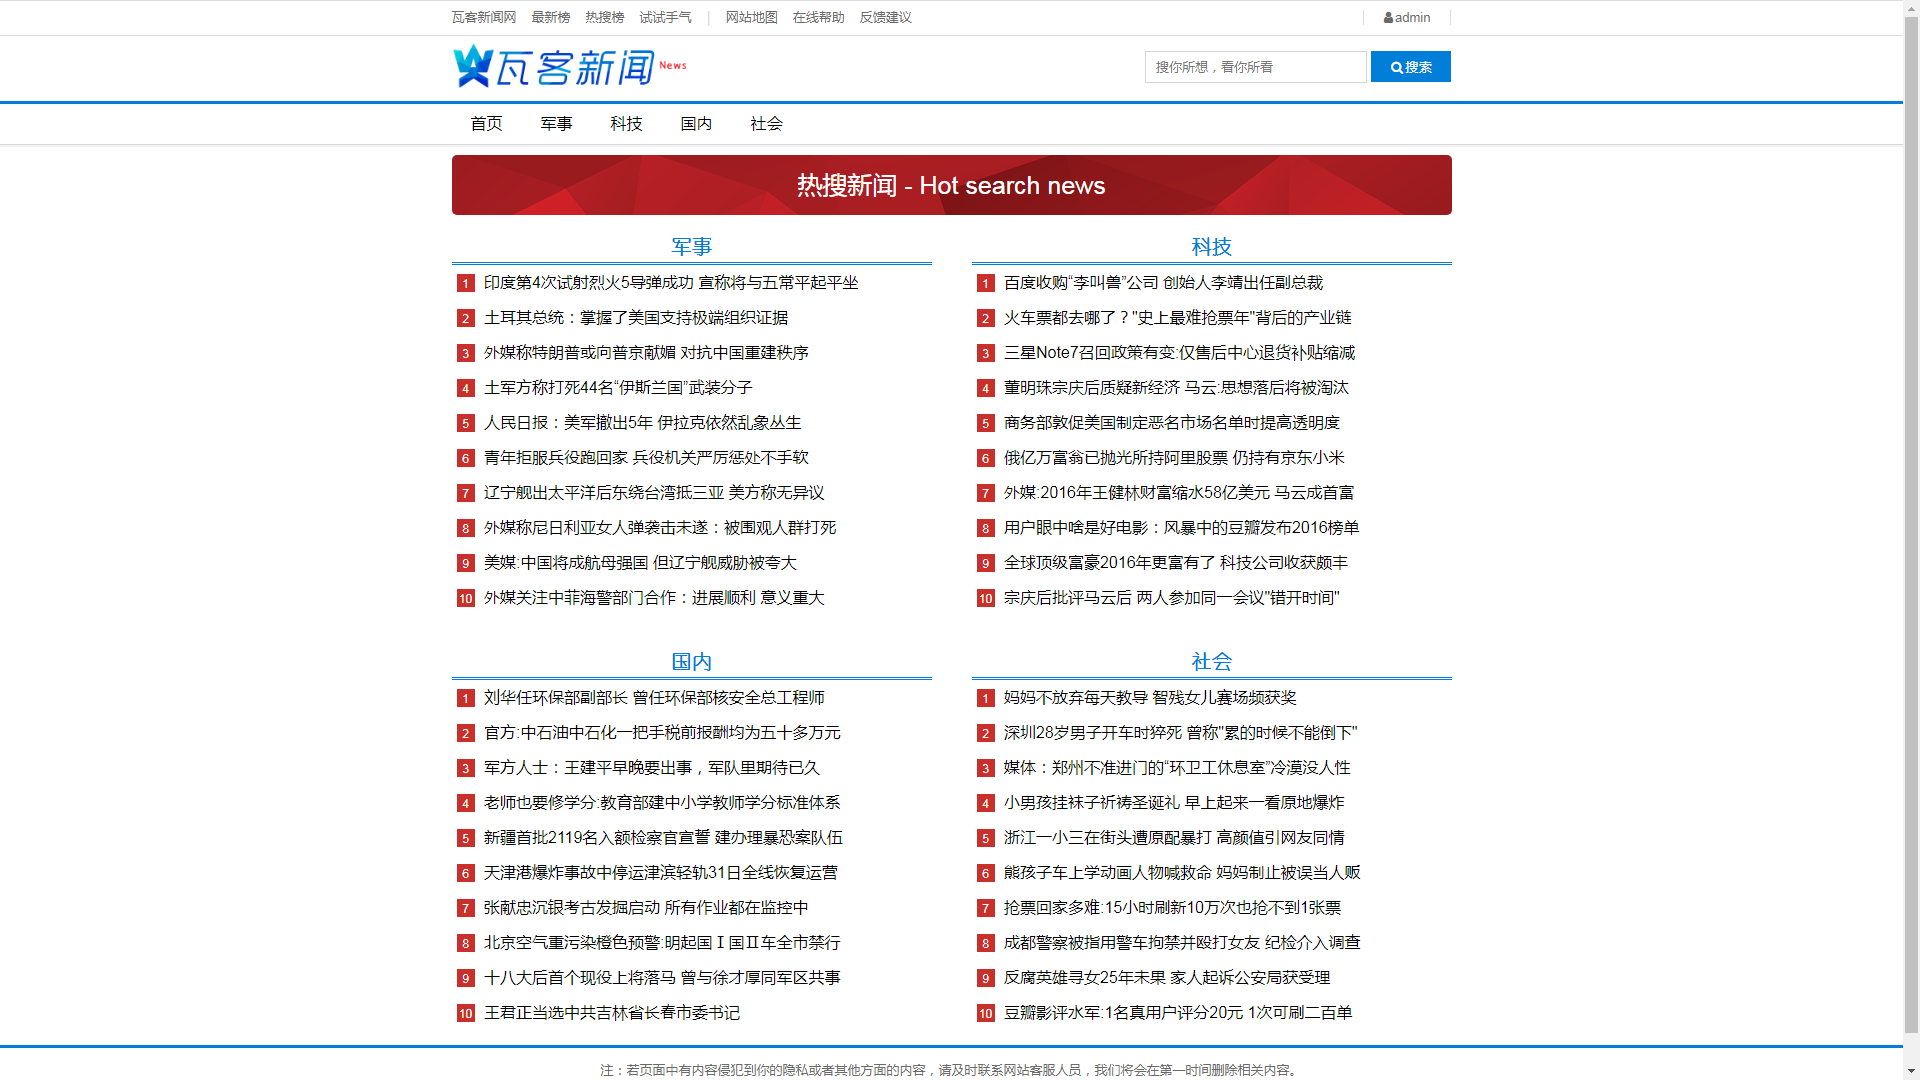 瓦客新闻网 最新榜 热搜榜 试试手气 | 网站地图 在线帮助 反馈建议 admin
瓦客新闻 News 搜你所想，看你所看 搜索
首页 军事 科技 国内 社会
热搜新闻 - Hot search news
军事
1 印度第4次试射烈火5导弹成功 宣称将与五常平起平坐
2 土耳其总统：掌握了美国支持极端组织证据
3 外媒称特朗普或向普京献媚 对抗中国重建秩序
4 土军方称打死44名“伊斯兰国”武装分子
5 人民日报：美军撤出5年 伊拉克依然乱象丛生
6 青年拒服兵役跑回家 兵役机关严厉惩处不手软
7 辽宁舰出太平洋后东绕台湾抵三亚 美方称无异议
8 外媒称尼日利亚女人弹袭击未遂：被围观人群打死
9 美媒:中国将成航母强国 但辽宁舰威胁被夸大
10 外媒关注中菲海警部门合作：进展顺利 意义重大
科技
1 百度收购“李叫兽”公司 创始人李靖出任副总裁
2 火车票都去哪了？"史上最难抢票年"背后的产业链
3 三星Note7召回政策有变:仅售后中心退货补贴缩减
4 董明珠宗庆后质疑新经济 马云:思想落后将被淘汰
5 商务部敦促美国制定恶名市场名单时提高透明度
6 俄亿万富翁已抛光所持阿里股票 仍持有京东小米
7 外媒:2016年王健林财富缩水58亿美元 马云成首富
8 用户眼中啥是好电影：风暴中的豆瓣发布2016榜单
9 全球顶级富豪2016年更富有了 科技公司收获颇丰
10 宗庆后批评马云后 两人参加同一会议"错开时间"
国内
1 刘华任环保部副部长 曾任环保部核安全总工程师
2 官方:中石油中石化一把手税前报酬均为五十多万元
3 军方人士：王建平早晚要出事，军队里期待已久
4 老师也要修学分:教育部建中小学教师学分标准体系
5 新疆首批2119名入额检察官宣誓 建办理暴恐案队伍
6 天津港爆炸事故中停运津滨轻轨31日全线恢复运营
7 张献忠沉银考古发掘启动 所有作业都在监控中
8 北京空气重污染橙色预警:明起国Ⅰ国Ⅱ车全市禁行
9 十八大后首个现役上将落马 曾与徐才厚同军区共事
10 王君正当选中共吉林省长春市委书记
社会
1 妈妈不放弃每天教导 智残女儿赛场频获奖
2 深圳28岁男子开车时猝死 曾称"累的时候不能倒下"
3 媒体：郑州不准进门的“环卫工休息室”冷漠没人性
4 小男孩挂袜子祈祷圣诞礼 早上起来一看原地爆炸
5 浙江一小三在街头遭原配暴打 高颜值引网友同情
6 熊孩子车上学动画人物喊救命 妈妈制止被误当人贩
7 抢票回家多难:15小时刷新10万次也抢不到1张票
8 成都警察被指用警车拘禁并殴打女友 纪检介入调查
9 反腐英雄寻女25年未果 家人起诉公安局获受理
10 豆瓣影评水军:1名真用户评分20元 1次可刷二百单
注：若页面中有内容侵犯到你的隐私或者其他方面的内容，请及时联系网站客服人员，我们将会在第一时间删除相关内容。